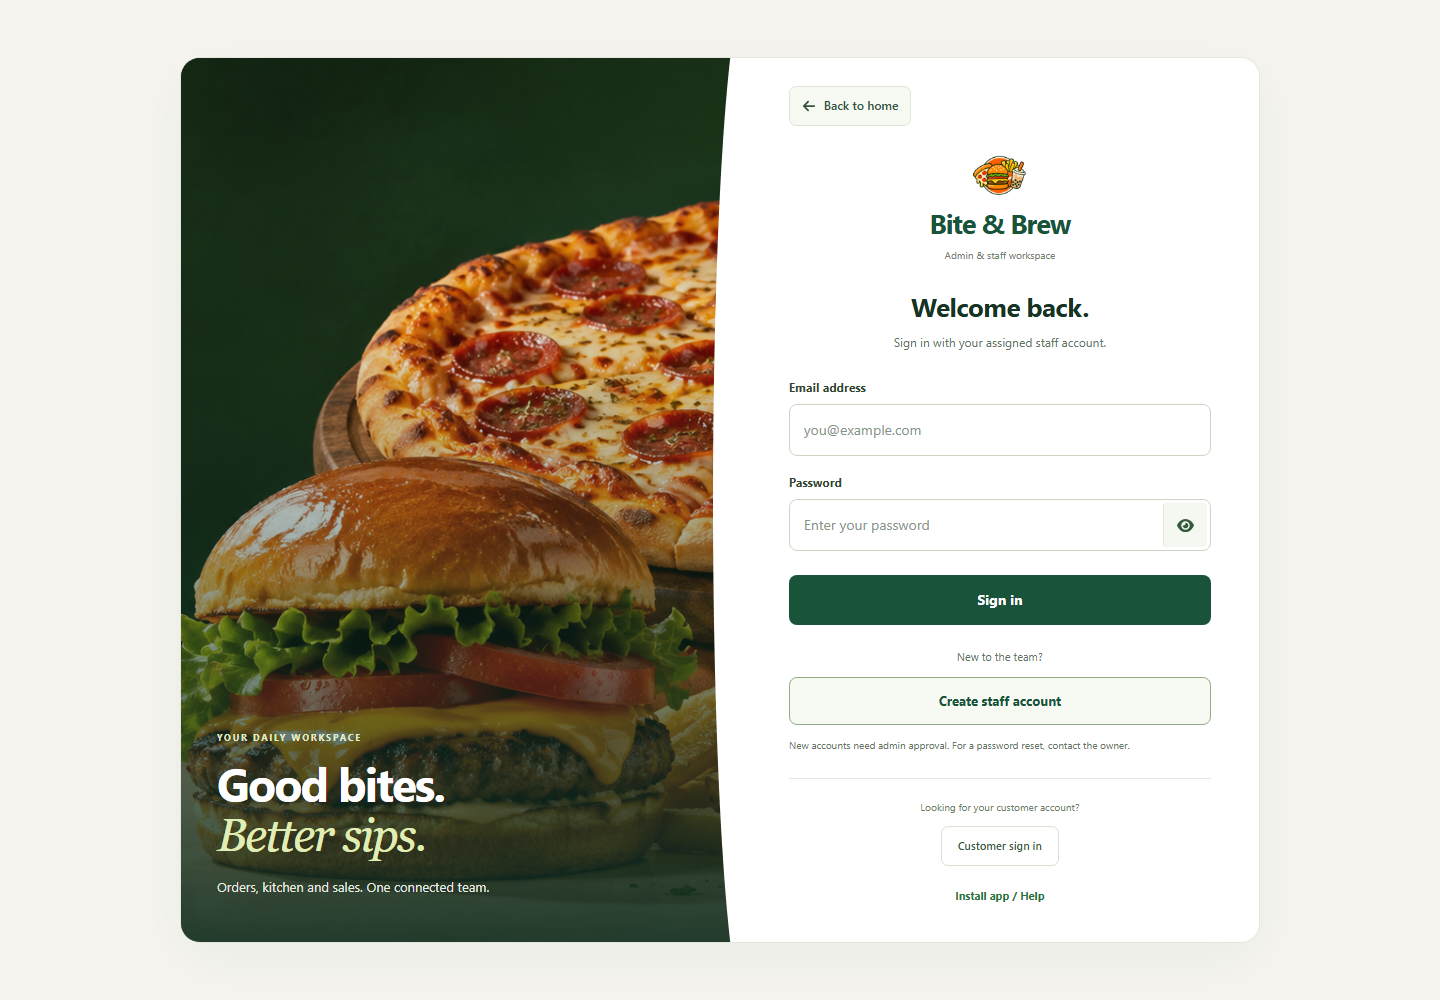 Back to home
Bite & Brew
Admin & staff workspace
Welcome back.
Sign in with your assigned staff account.
Email address
you@example.com
Password
Enter your password
Sign in
New to the team?
Create staff account
New accounts need admin approval. For a password reset, contact the owner.
Looking for your customer account?
Customer sign in
Install app / Help
YOUR DAILY WORKSPACE
Good bites.
Better sips.
Orders, kitchen and sales. One connected team.